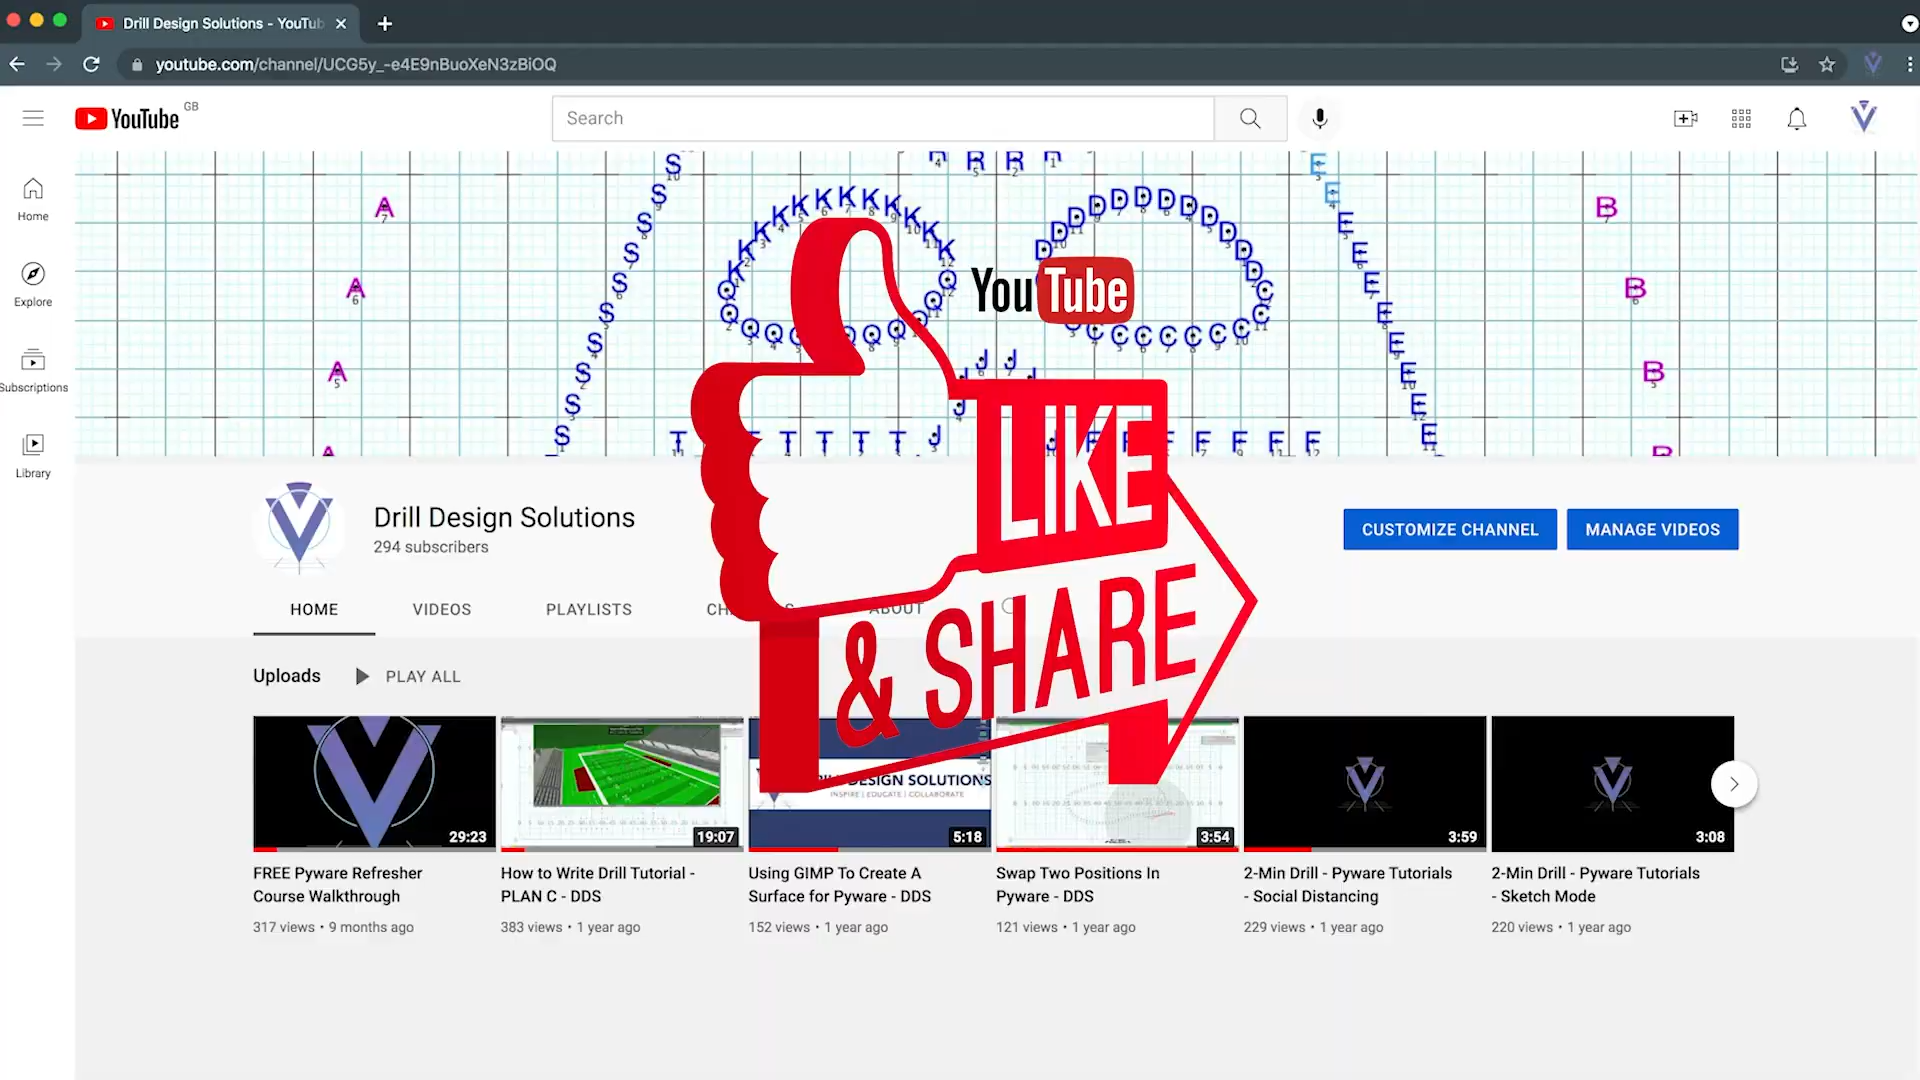 Drill Design Solutions - YouTub
youtube.com/channel/UCG5y_-e4E9nBuoXeN3zBiOQ
YouTube GB
Search
Home
Explore
Subscriptions
Library
YouTube
LIKE
& SHARE
Drill Design Solutions
294 subscribers
CUSTOMIZE CHANNEL
MANAGE VIDEOS
HOME
VIDEOS
PLAYLISTS
ABOUT
Uploads
PLAY ALL
DESIGN SOLUTIONS
INSPIRE | EDUCATE | COLLABORATE
29:23
19:07
5:18
3:54
3:59
3:08
FREE Pyware Refresher
Course Walkthrough
317 views • 9 months ago
How to Write Drill Tutorial -
PLAN C - DDS
383 views • 1 year ago
Using GIMP To Create A
Surface for Pyware - DDS
152 views • 1 year ago
Swap Two Positions In
Pyware - DDS
121 views • 1 year ago
2-Min Drill - Pyware Tutorials
- Social Distancing
229 views • 1 year ago
2-Min Drill - Pyware Tutorials
- Sketch Mode
220 views • 1 year ago